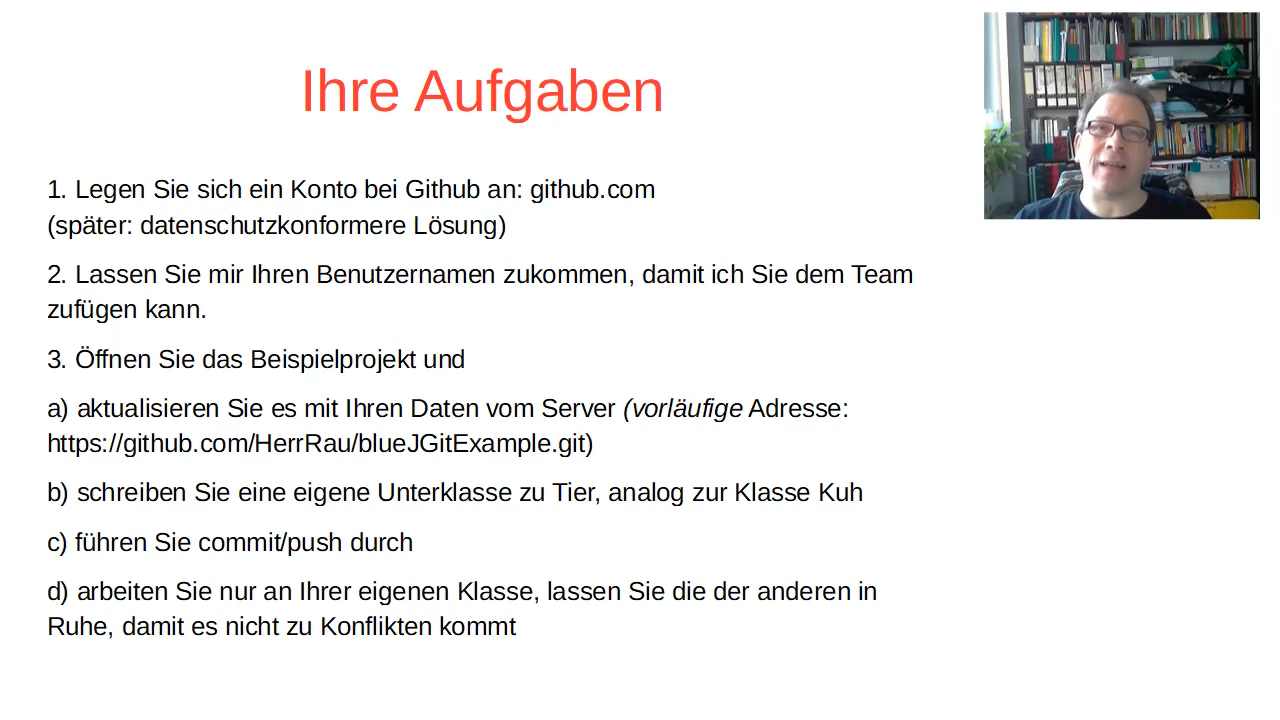 Ihre Aufgaben
1. Legen Sie sich ein Konto bei Github an: github.com
(später: datenschutzkonformere Lösung)
2. Lassen Sie mir Ihren Benutzernamen zukommen, damit ich Sie dem Team
zufügen kann.
3. Öffnen Sie das Beispielprojekt und
a) aktualisieren Sie es mit Ihren Daten vom Server (vorläufige Adresse:
https://github.com/HerrRau/blueJGitExample.git)
b) schreiben Sie eine eigene Unterklasse zu Tier, analog zur Klasse Kuh
c) führen Sie commit/push durch
d) arbeiten Sie nur an Ihrer eigenen Klasse, lassen Sie die der anderen in
Ruhe, damit es nicht zu Konflikten kommt